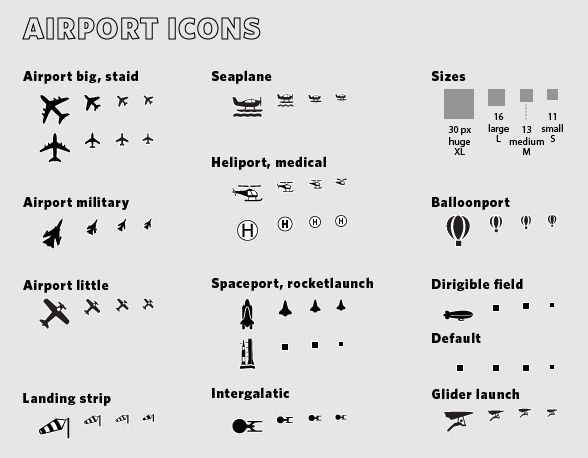 AIRPORT ICONS
Airport big, staid
Airport military
Airport little
Landing strip
Seaplane
Heliport, medical
H H H H
Spaceport, rocketlaunch
Intergalatic
Sizes
30 px
huge
XL
16
large
L
13
medium
M
11
small
S
Balloonport
Dirigible field
Default
Glider launch